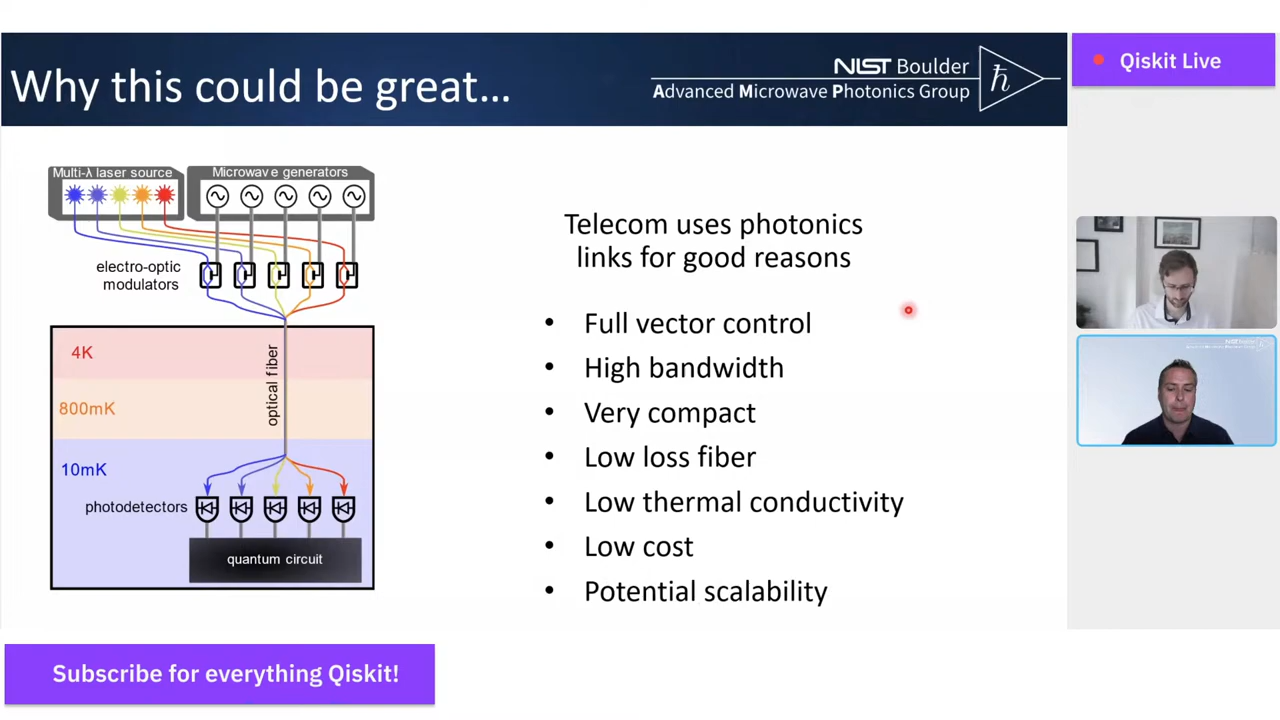 Why this could be great...
NIST Boulder
Advanced Microwave Photonics Group
ħ
Qiskit Live
Multi-λ laser source
Microwave generators
electro-optic
modulators
4K
800mK
10mK
optical fiber
photodetectors
quantum circuit
Telecom uses photonics
links for good reasons
• Full vector control
• High bandwidth
• Very compact
• Low loss fiber
• Low thermal conductivity
• Low cost
• Potential scalability
Subscribe for everything Qiskit!